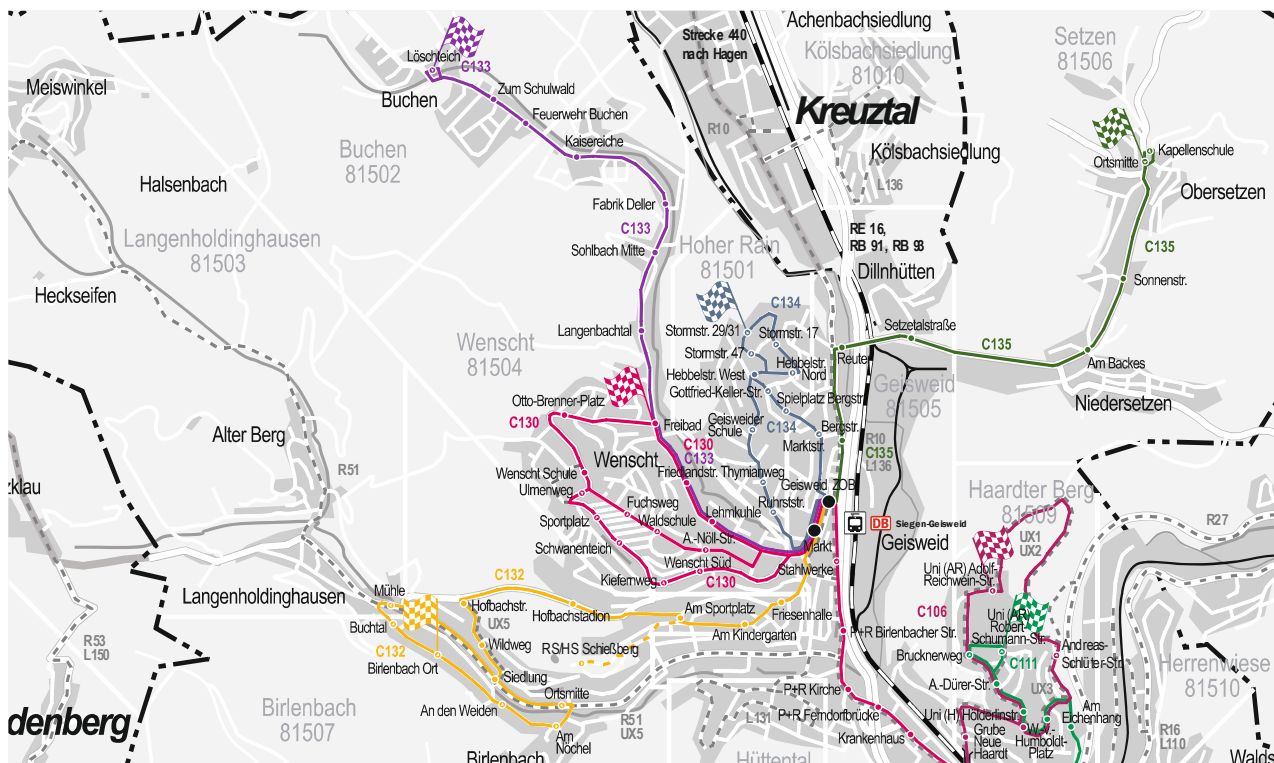 Achenbachsiedlung
Strecke 440
nach Hagen
Kölsbachsiedlung
81010
Setzen
81506
Löschteich
C133
Meiswinkel
Buchen
Zum Schulwald
Feuerwehr Buchen
Kreuztal
R10
Kaisereiche
Buchen
81502
Kölsbachsiedlung
Kapellenschule
Ortsmitte
L136
Halsenbach
Obersetzen
Fabrik Deller
C133
Langenholdinghausen
81503
Sohlbach Mitte
Hoher Rain
81501
RE 16,
RB 91, RB 93
C135
Dillnhütten
Sonnenstr.
Heckseifen
C134
Langenbachtal
Stormstr. 29/31
Stormstr. 17
Setzetalstraße
Wenscht
81504
Stormstr. 47
Hebbelstr.
Nord
Reuter
C135
Am Backes
Hebbelstr. West
Gottfried-Keller-Str.
Geisweid
81505
Otto-Brenner-Platz
Spielplatz Bergstr.
Niedersetzen
C130
Freibad
Geisweider
Schule
C134
Bergstr.
Alter Berg
C130
C133
Marktstr.
R10
C135
L136
Wenscht
R51
Wenscht Schule
Friedlandstr.
Thymianweg
zklau
Ulmenweg
Geisweid ZOB
Haardter Berg
81509
Fuchsweg
Ruhrststr.
Sportplatz
Waldschule
Lehmkuhle
DB
Siegen-Geisweid
R27
A.-Nöll-Str.
UX1
UX2
Schwanenteich
Markt
Geisweid
Wenscht Süd
Stahlwerke
Uni (AR) Adolf-
Reichwein-Str.
Kiefernweg
C130
C132
Mühle
Langenholdinghausen
Hofbachstr.
UX5
Hofbachstadion
Am Sportplatz
Friesenhalle
C106
Uni (AR)
Robert
Schumann-Str.
Buchtal
Am Kindergarten
P+R Birlenbacher Str.
R53
L150
C132
Wildweg
RS/HS Schießberg
Andreas-
Schlüter-Str.
Brucknerweg
C111
Birlenbach Ort
Siedlung
Herrenwiese
81510
A.-Dürer-Str.
UX3
Ortsmitte
P+R Kirche
Birlenbach
81507
An den Weiden
Am
Eichenhang
denberg
R51
UX5
L131
P+R Ferndorfbrücke
Uni (H) Hölderlinstr.
Grube
Neue
Haardt
W.-v.-
Humboldt-
Platz
R16
L110
Am
Nochel
Krankenhaus
Birlenbach
Hüttental
Walds